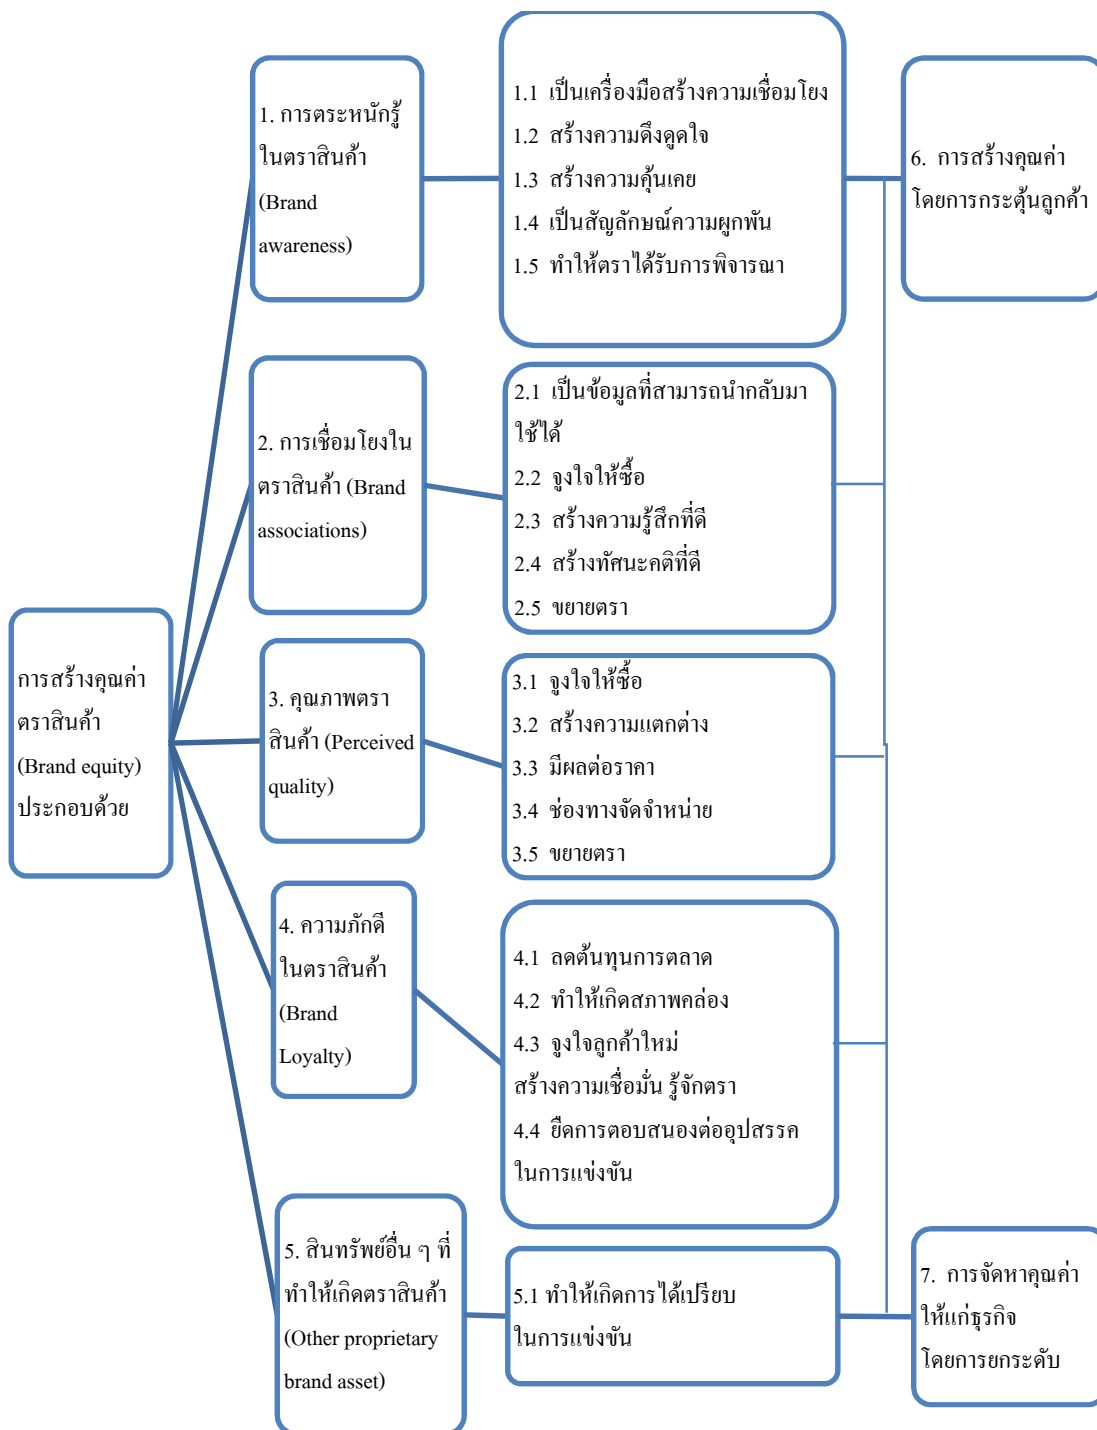 การสร้างคุณค่า
ตราสินค้า
(Brand equity)
ประกอบด้วย
1. การตระหนักรู้
ในตราสินค้า
(Brand
awareness)
1.1 เป็นเครื่องมือสร้างความเชื่อมโยง
1.2 สร้างความดึงดูดใจ
1.3 สร้างความคุ้นเคย
1.4 เป็นสัญลักษณ์ความผูกพัน
1.5 ทำให้ตราได้รับการพิจารณา
2. การเชื่อมโยงใน
ตราสินค้า (Brand
associations)
2.1 เป็นข้อมูลที่สามารถนำกลับมา
ใช้ได้
2.2 จูงใจให้ซื้อ
2.3 สร้างความรู้สึกที่ดี
2.4 สร้างทัศนะคติที่ดี
2.5 ขยายตรา
3. คุณภาพตรา
สินค้า (Perceived
quality)
3.1 จูงใจให้ซื้อ
3.2 สร้างความแตกต่าง
3.3 มีผลต่อราคา
3.4 ช่องทางจัดจำหน่าย
3.5 ขยายตรา
4. ความภักดี
ในตราสินค้า
(Brand
Loyalty)
4.1 ลดต้นทุนการตลาด
4.2 ทำให้เกิดสภาพคล่อง
4.3 จูงใจลูกค้าใหม่
สร้างความเชื่อมั่น รู้จักตรา
4.4 ยืดการตอบสนองต่ออุปสรรค
ในการแข่งขัน
5. สินทรัพย์อื่น ๆ ที่
ทำให้เกิดตราสินค้า
(Other proprietary
brand asset)
5.1 ทำให้เกิดการได้เปรียบ
ในการแข่งขัน
6. การสร้างคุณค่า
โดยการกระตุ้นลูกค้า
7. การจัดหาคุณค่า
ให้แก่ธุรกิจ
โดยการยกระดับ